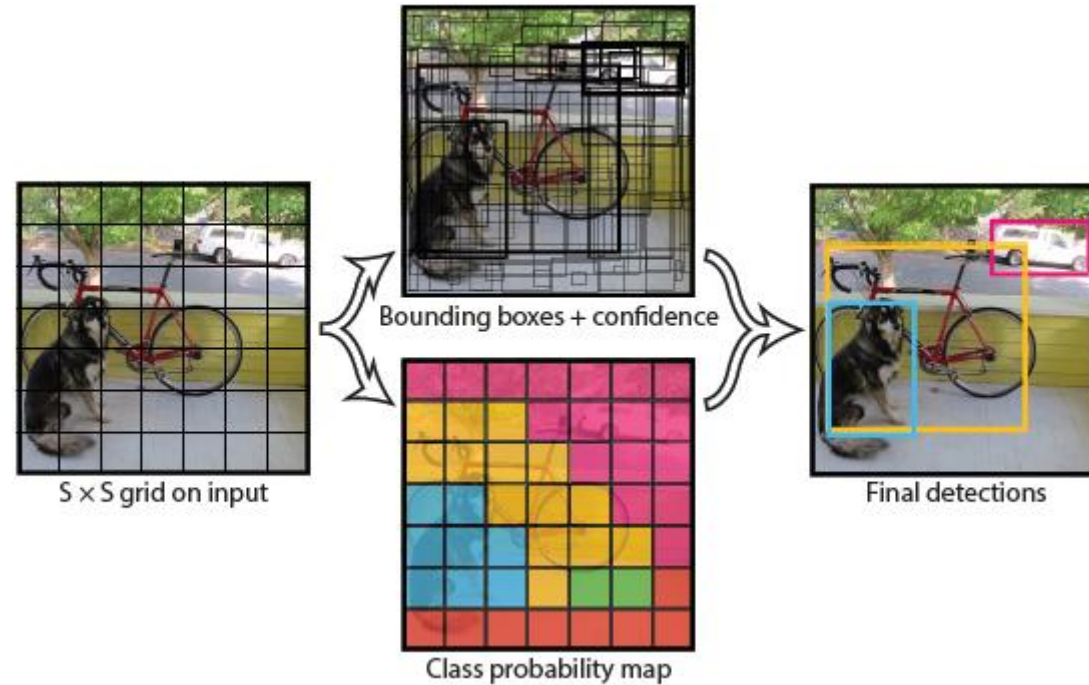 Bounding boxes + confidence
S × S grid on input
Final detections
Class probability map